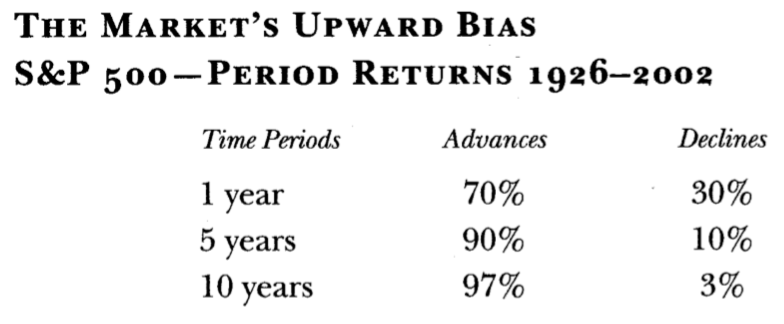 THE MARKET'S UPWARD BIAS
S&P 500—PERIOD RETURNS 1926–2002
Time Periods Advances Declines
1 year 70% 30%
5 years 90% 10%
10 years 97% 3%